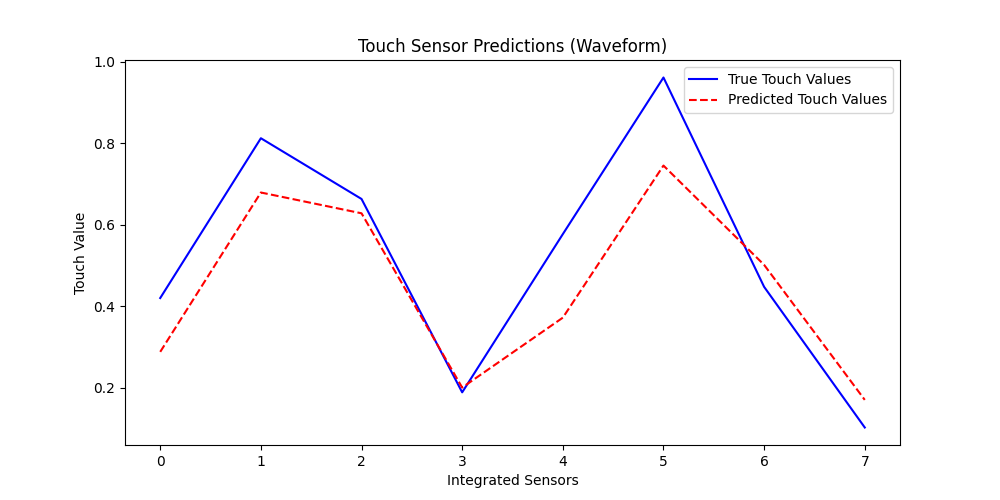 Touch Sensor Predictions (Waveform)
True Touch Values
Predicted Touch Values
Touch Value
1.0
0.8
0.6
0.4
0.2
0 1 2 3 4 5 6 7
Integrated Sensors